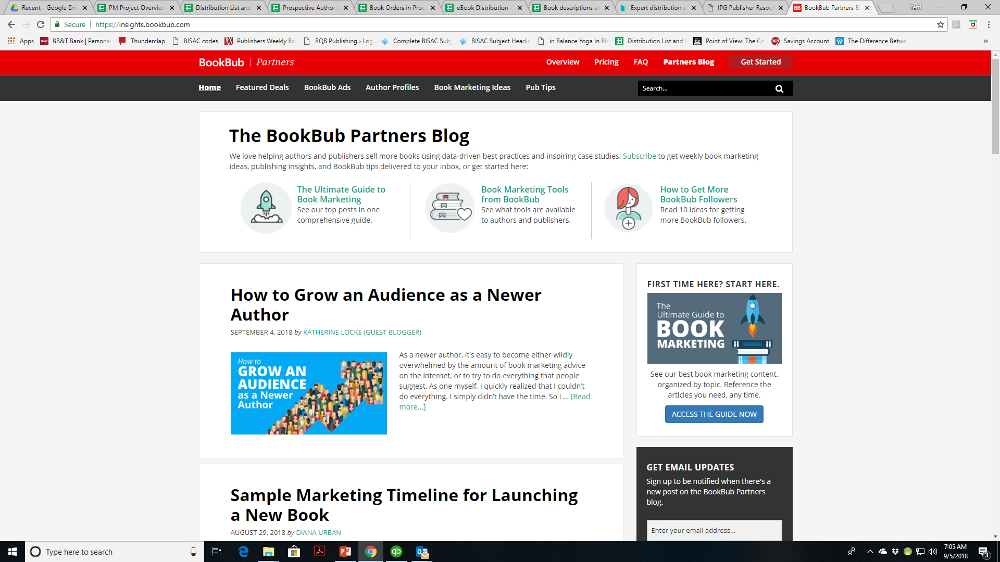 Recent - Google Dri
PM Project Overview
Distribution List and
Prospective Author
Book Orders in Proc
eBook Distribution -
Book descriptions a
Expert distribution s
IPG Publisher Resou
BB BookBub Partners B
Terri
Secure
https://insights.bookbub.com
Apps
BB&T Bank | Personal
Thunderclap
BISAC codes
Publishers Weekly Bo
BQB Publishing › Log
Complete BISAC Subj
BISAC Subject Headin
in Balance Yoga In Bla
Distribution List and
Point of View: The Co
360 Savings Account
The Difference Betwe
»
BookBub | Partners
Overview
Pricing
FAQ
Partners Blog
Get Started
Home
Featured Deals
BookBub Ads
Author Profiles
Book Marketing Ideas
Pub Tips
Search...
The BookBub Partners Blog
We love helping authors and publishers sell more books using data-driven best practices and inspiring case studies. Subscribe to get weekly book marketing
ideas, publishing insights, and BookBub tips delivered to your inbox, or get started here:
The Ultimate Guide to
Book Marketing
See our top posts in one
comprehensive guide.
Book Marketing Tools
from BookBub
See what tools are available
to authors and publishers.
How to Get More
BookBub Followers
Read 10 ideas for getting
more BookBub followers.
How to Grow an Audience as a Newer
Author
SEPTEMBER 4, 2018 by KATHERINE LOCKE (GUEST BLOGGER)
How to
GROW AN
AUDIENCE
as a Newer
Author
As a newer author, it’s easy to become either wildly
overwhelmed by the amount of book marketing advice
on the internet, or to try to do everything that people
suggest. As one myself, I quickly realized that I couldn’t
do everything. I simply didn’t have the time. So I ... [Read
more...]
FIRST TIME HERE? START HERE.
The
Ultimate Guide to
BOOK
MARKETING
See our best book marketing content,
organized by topic. Reference the
articles you need, any time.
ACCESS THE GUIDE NOW
Sample Marketing Timeline for Launching
a New Book
AUGUST 29, 2018 by DIANA URBAN
GET EMAIL UPDATES
Sign up to be notified when there's a
new post on the BookBub Partners
blog.
Enter your email address...
Type here to search
7:05 AM
9/5/2018
3